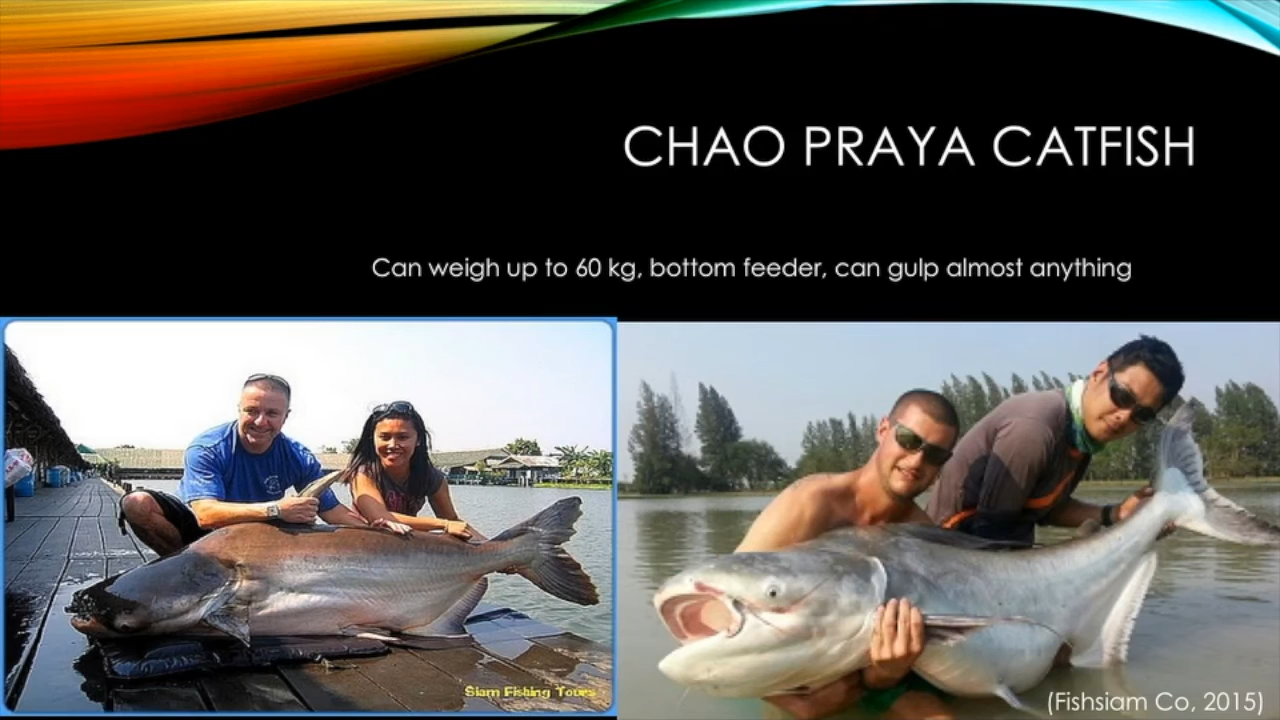 CHAO PRAYA CATFISH
Can weigh up to 60 kg, bottom feeder, can gulp almost anything
Siam Fishing Tours
(Fishsiam Co, 2015)